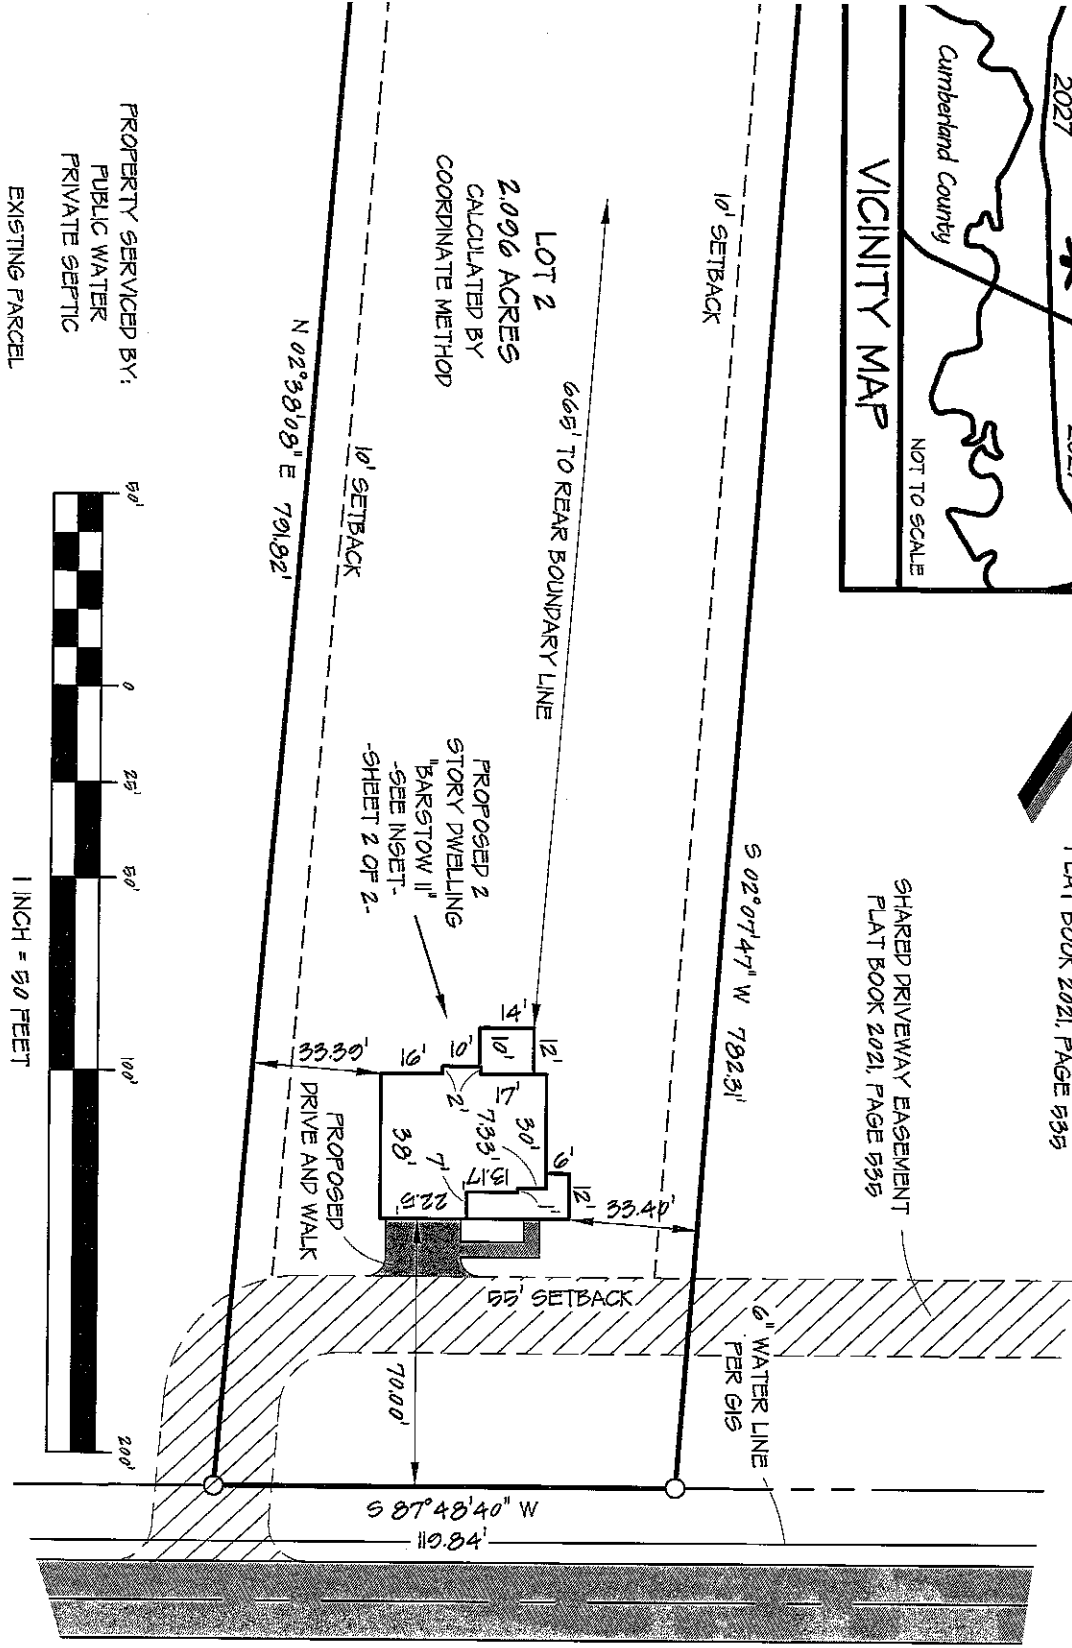 2027
Cumberland County
NOT TO SCALE
VICINITY MAP
PLAT BOOK 2021, PAGE 535
SHARED DRIVEWAY EASEMENT
PLAT BOOK 2021, PAGE 535
10' SETBACK
S 02°07'47" W 782.31'
LOT 2
2.096 ACRES
CALCULATED BY
COORDINATE METHOD
665' TO REAR BOUNDARY LINE
PROPOSED 2
STORY DWELLING
"BARSTOW II"
-SEE INSET-
-SHEET 2 OF 2-
14'
12'
10'
10'
16'
2'
17'
30'
7.33'
13.17'
7'
38'
22.5'
6'
12'
33.39'
33.40'
PROPOSED
DRIVE AND WALK
55' SETBACK
70.00'
6" WATER LINE
PER GIS
10' SETBACK
N 02°38'08" E 791.82'
S 87°48'40" W
119.84'
PROPERTY SERVICED BY:
PUBLIC WATER
PRIVATE SEPTIC
EXISTING PARCEL
50'
0
25'
50'
100'
200'
1 INCH = 50 FEET